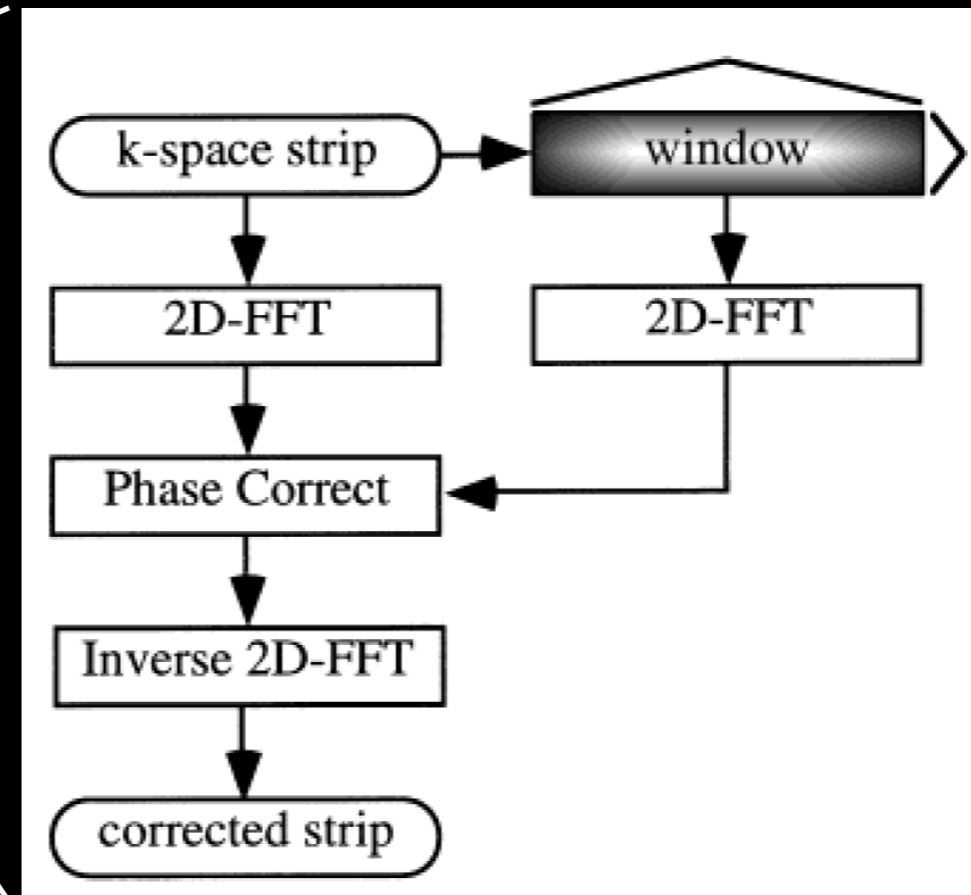 k-space strip
window
2D-FFT
2D-FFT
Phase Correct
Inverse 2D-FFT
corrected strip